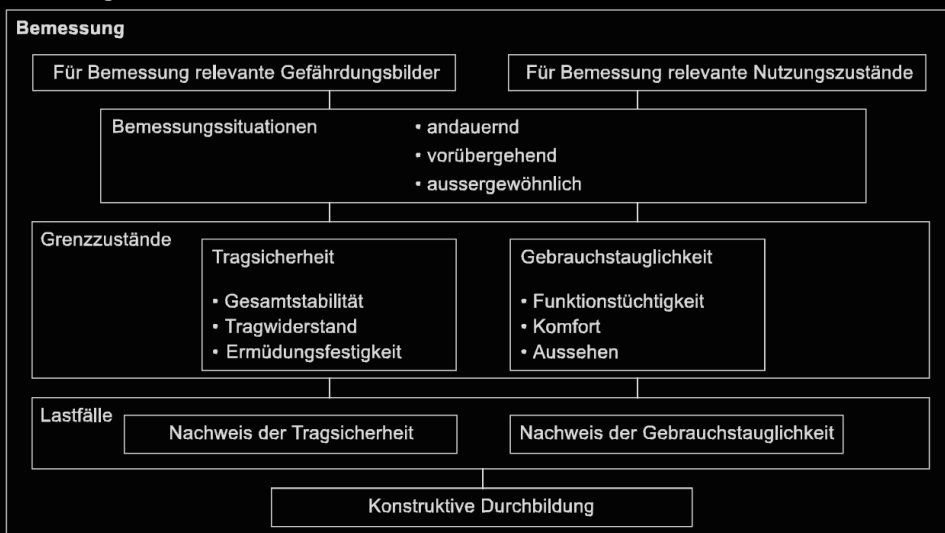 Bemessung
Für Bemessung relevante Gefährdungsbilder
Für Bemessung relevante Nutzungszustände
Bemessungssituationen
• andauernd
• vorübergehend
• aussergewöhnlich
Grenzzustände
Tragsicherheit
• Gesamtstabilität
• Tragwiderstand
• Ermüdungsfestigkeit
Gebrauchstauglichkeit
• Funktionstüchtigkeit
• Komfort
• Aussehen
Lastfälle
Nachweis der Tragsicherheit
Nachweis der Gebrauchstauglichkeit
Konstruktive Durchbildung